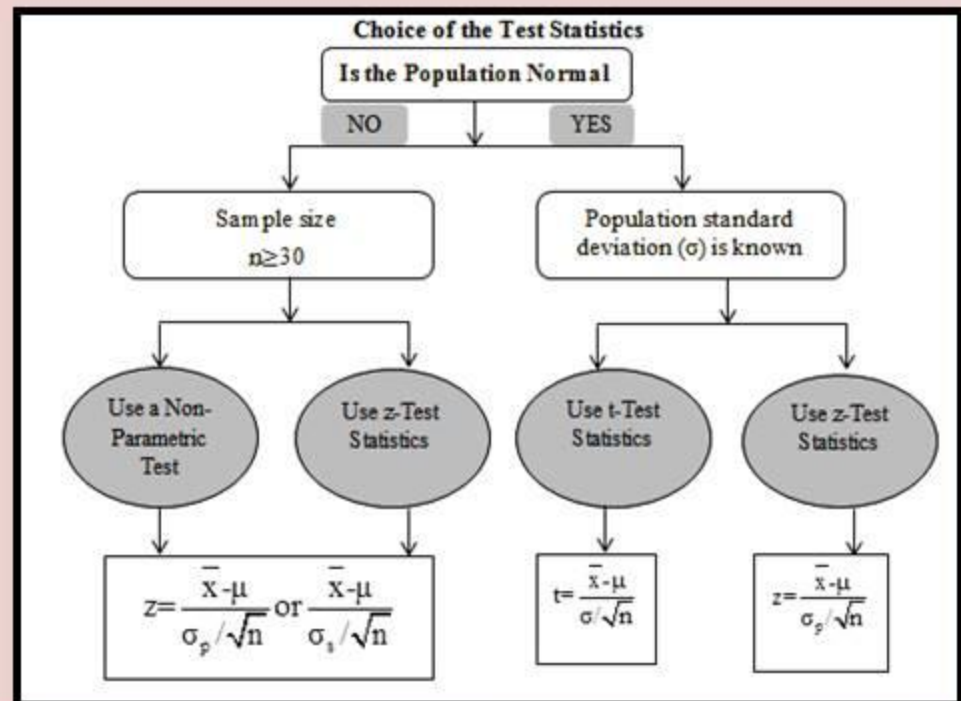 Choice of the Test Statistics
Is the Population Normal
NO
YES
Sample size
n≥30
Population standard
deviation (σ) is known
Use a Non-
Parametric
Test
Use z-Test
Statistics
Use t-Test
Statistics
Use z-Test
Statistics
z= x̄-μ / σₚ/√n or x̄-μ / σₛ/√n
t= x̄-μ / σ/√n
z= x̄-μ / σₚ/√n